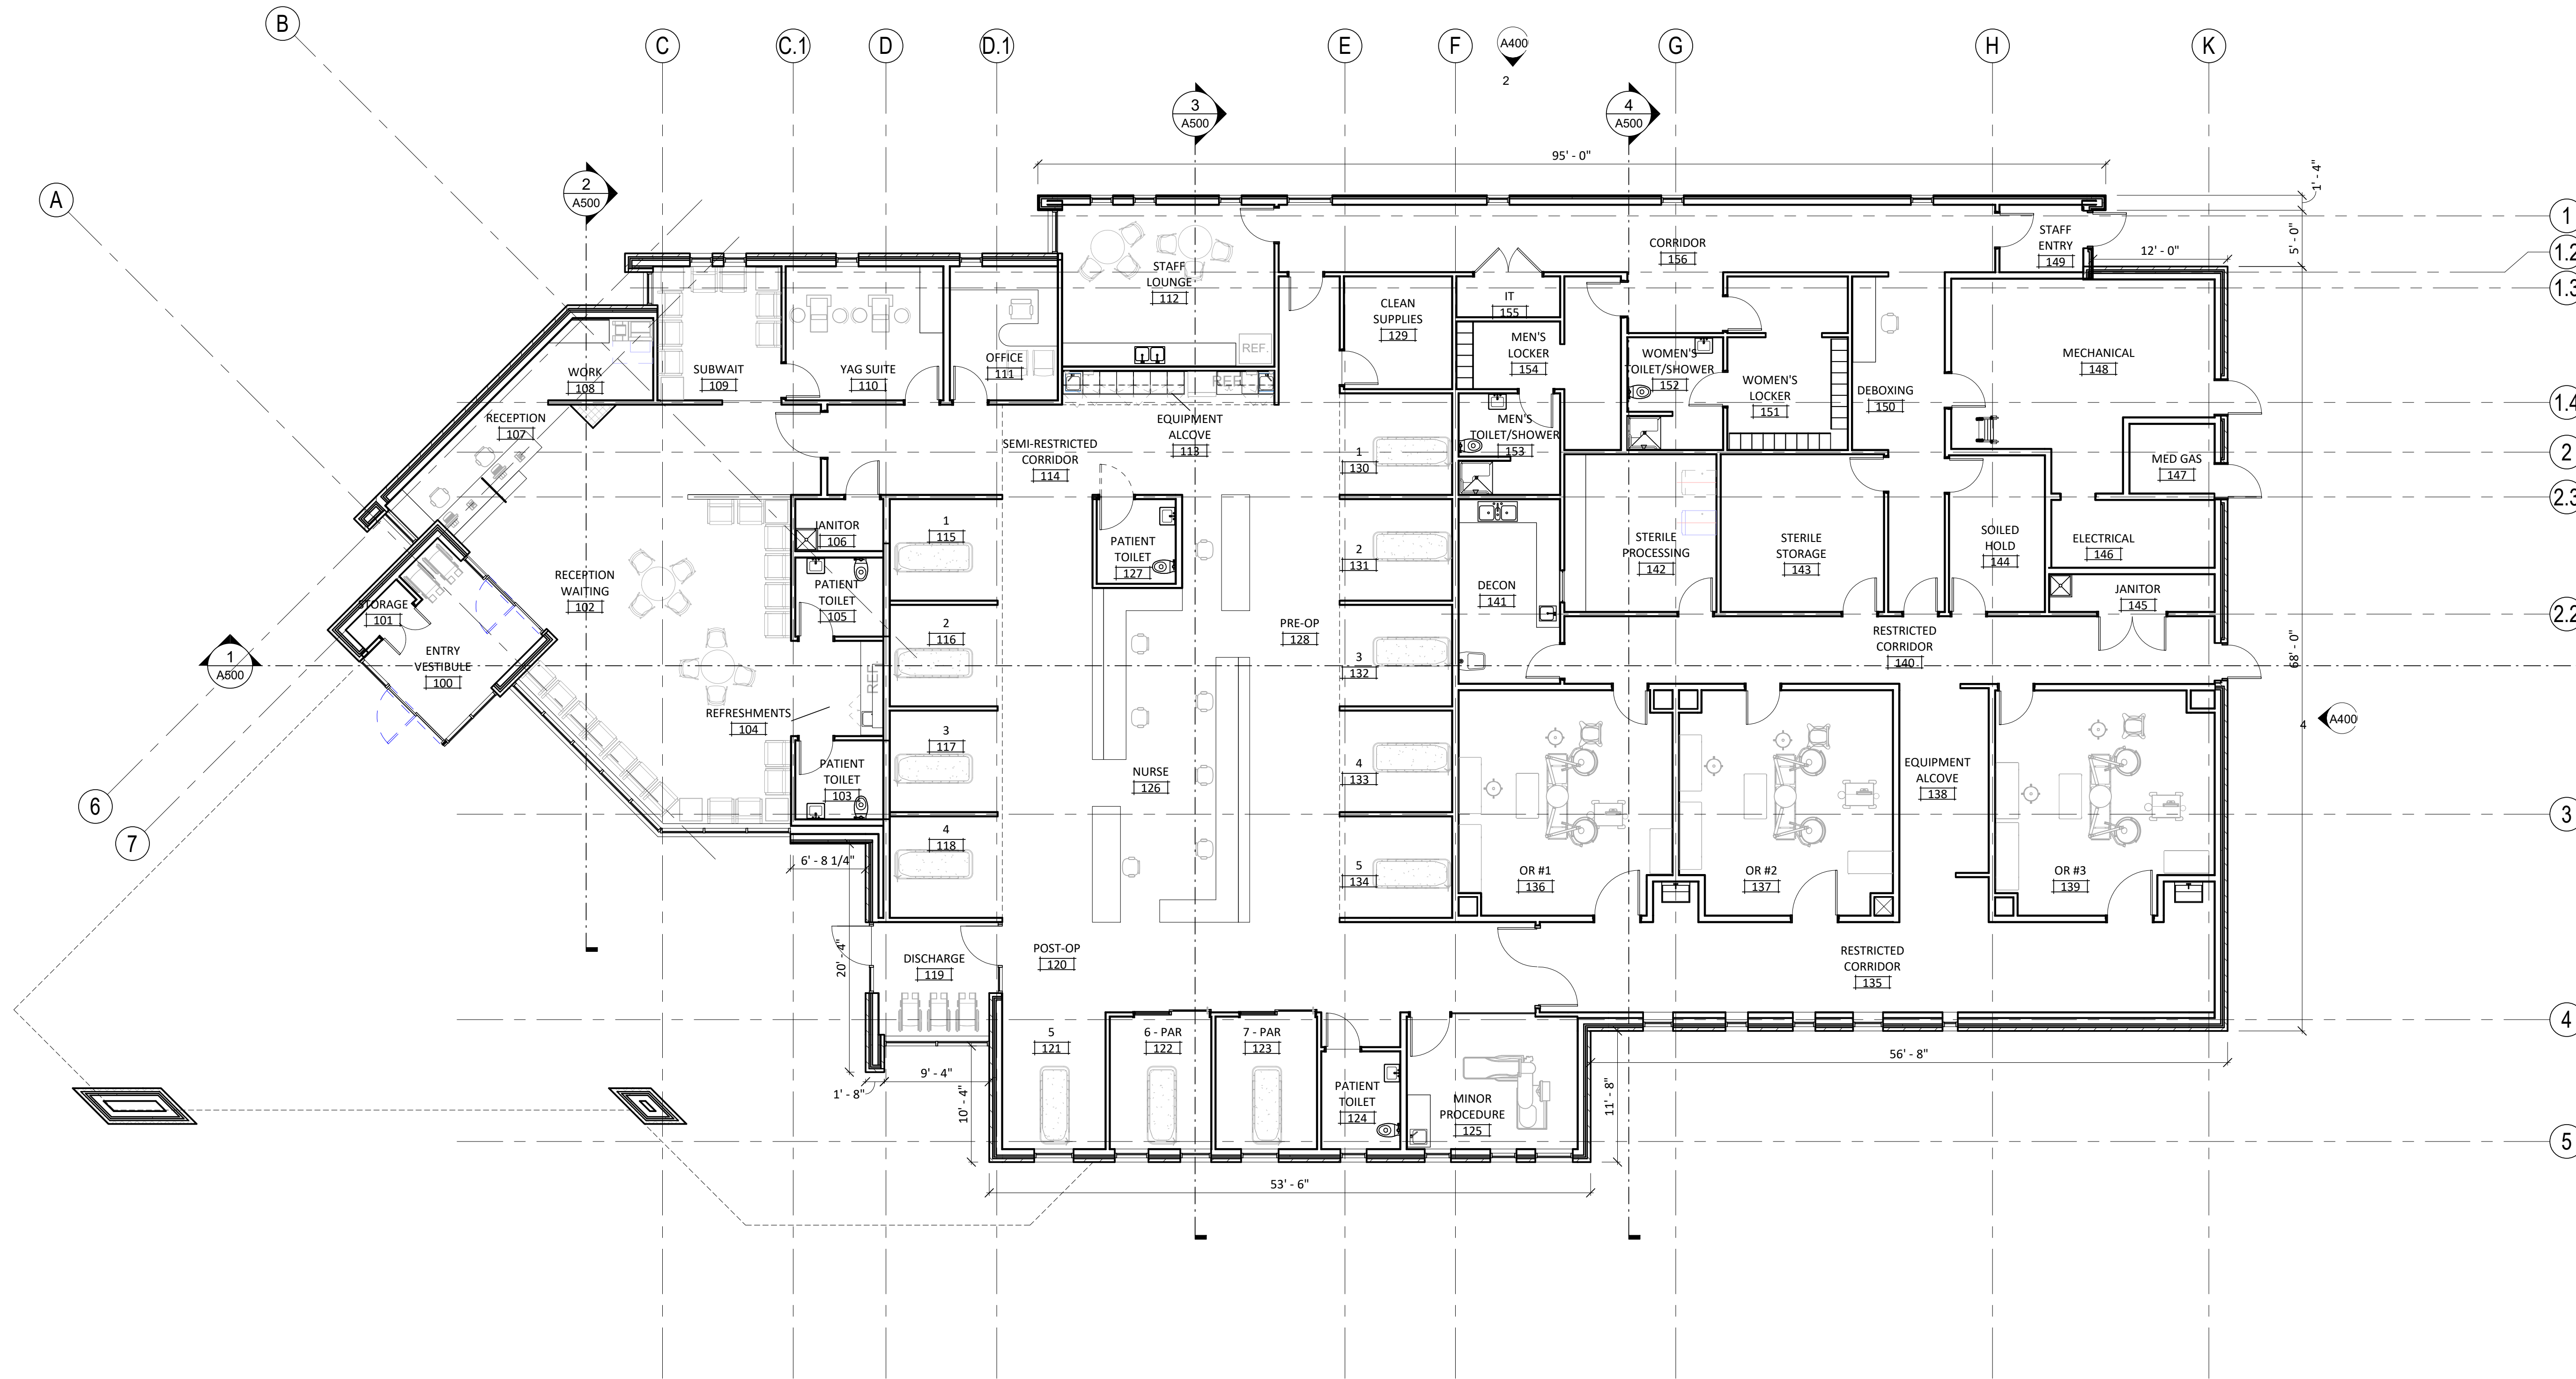 B
C
C.1
D
D.1
E
F
A400
2
G
H
K
3
A500
4
A500
95' - 0"
2
A500
A
1' - 4"
1
5' - 0"
1.2
STAFF
ENTRY
149
12' - 0"
CORRIDOR
156
1.3
STAFF
LOUNGE
112
REF.
CLEAN
SUPPLIES
129
IT
155
MEN'S
LOCKER
154
WOMEN'S
TOILET/SHOWER
152
WOMEN'S
LOCKER
151
DEBOXING
150
MECHANICAL
148
WORK
108
SUBWAIT
109
YAG SUITE
110
OFFICE
111
REF.
1.4
RECEPTION
107
EQUIPMENT
ALCOVE
113
SEMI-RESTRICTED
CORRIDOR
114
MEN'S
TOILET/SHOWER
153
1
130
2
MED GAS
147
2.3
JANITOR
106
1
115
PATIENT
TOILET
127
2
131
STERILE
PROCESSING
142
STERILE
STORAGE
143
SOILED
HOLD
144
ELECTRICAL
146
RECEPTION
WAITING
102
PATIENT
TOILET
105
DECON
141
JANITOR
145
STORAGE
101
2.2
2
116
PRE-OP
128
RESTRICTED
CORRIDOR
140
68' - 0"
ENTRY
VESTIBULE
100
1
A500
3
132
REF.
REFRESHMENTS
104
3
117
4
A400
PATIENT
TOILET
103
NURSE
126
4
133
EQUIPMENT
ALCOVE
138
6
7
3
4
118
6' - 8 1/4"
5
134
OR #1
136
OR #2
137
OR #3
139
20' - 4"
DISCHARGE
119
POST-OP
120
RESTRICTED
CORRIDOR
135
4
5
121
6 - PAR
122
7 - PAR
123
56' - 8"
9' - 4"
1' - 8"
10' - 4"
PATIENT
TOILET
124
MINOR
PROCEDURE
125
11' - 8"
5
53' - 6"